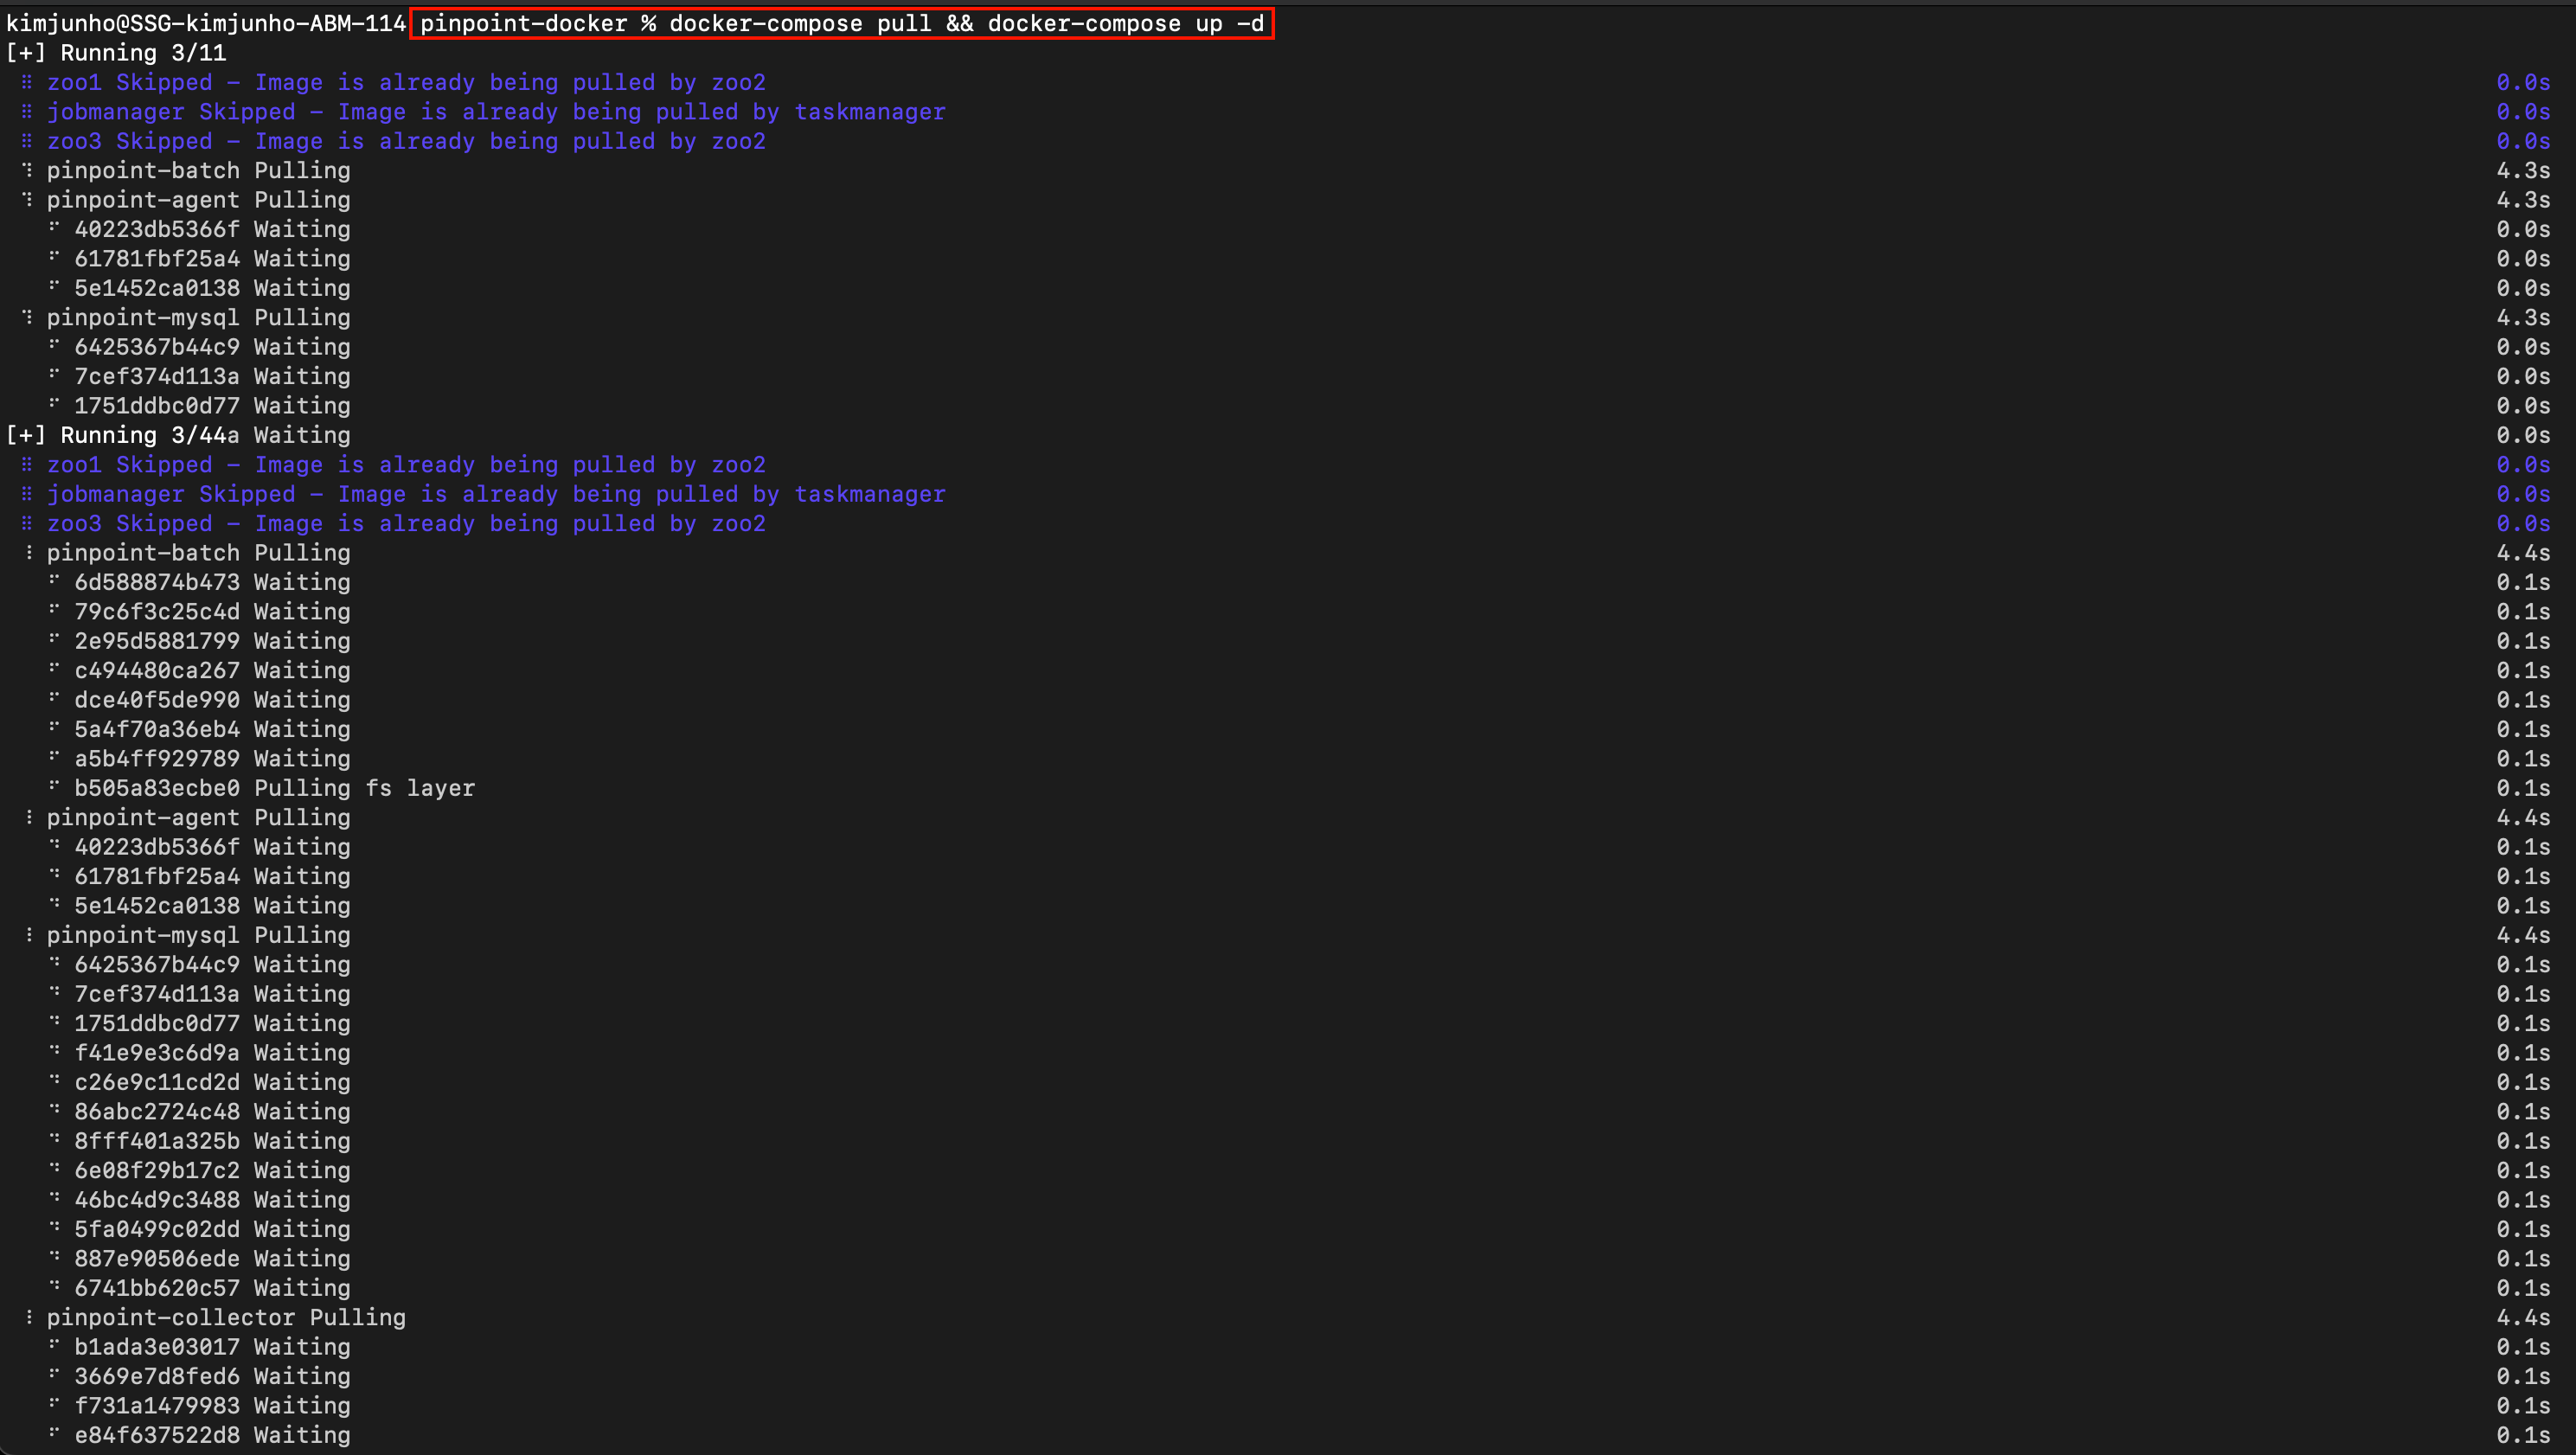 kimjunho@SSG-kimjunho-ABM-114 pinpoint-docker % docker-compose pull && docker-compose up -d
[+] Running 3/11
⠿ zoo1 Skipped - Image is already being pulled by zoo2 0.0s
⠿ jobmanager Skipped - Image is already being pulled by taskmanager 0.0s
⠿ zoo3 Skipped - Image is already being pulled by zoo2 0.0s
⠹ pinpoint-batch Pulling 4.3s
⠹ pinpoint-agent Pulling 4.3s
⠋ 40223db5366f Waiting 0.0s
⠋ 61781fbf25a4 Waiting 0.0s
⠋ 5e1452ca0138 Waiting 0.0s
⠹ pinpoint-mysql Pulling 4.3s
⠋ 6425367b44c9 Waiting 0.0s
⠋ 7cef374d113a Waiting 0.0s
⠋ 1751ddbc0d77 Waiting 0.0s
[+] Running 3/44a Waiting 0.0s
⠿ zoo1 Skipped - Image is already being pulled by zoo2 0.0s
⠿ jobmanager Skipped - Image is already being pulled by taskmanager 0.0s
⠿ zoo3 Skipped - Image is already being pulled by zoo2 0.0s
⠸ pinpoint-batch Pulling 4.4s
⠋ 6d588874b473 Waiting 0.1s
⠋ 79c6f3c25c4d Waiting 0.1s
⠋ 2e95d5881799 Waiting 0.1s
⠋ c494480ca267 Waiting 0.1s
⠋ dce40f5de990 Waiting 0.1s
⠋ 5a4f70a36eb4 Waiting 0.1s
⠋ a5b4ff929789 Waiting 0.1s
⠋ b505a83ecbe0 Pulling fs layer 0.1s
⠸ pinpoint-agent Pulling 4.4s
⠙ 40223db5366f Waiting 0.1s
⠙ 61781fbf25a4 Waiting 0.1s
⠙ 5e1452ca0138 Waiting 0.1s
⠸ pinpoint-mysql Pulling 4.4s
⠙ 6425367b44c9 Waiting 0.1s
⠙ 7cef374d113a Waiting 0.1s
⠙ 1751ddbc0d77 Waiting 0.1s
⠙ f41e9e3c6d9a Waiting 0.1s
⠙ c26e9c11cd2d Waiting 0.1s
⠙ 86abc2724c48 Waiting 0.1s
⠙ 8fff401a325b Waiting 0.1s
⠙ 6e08f29b17c2 Waiting 0.1s
⠙ 46bc4d9c3488 Waiting 0.1s
⠙ 5fa0499c02dd Waiting 0.1s
⠙ 887e90506ede Waiting 0.1s
⠙ 6741bb620c57 Waiting 0.1s
⠸ pinpoint-collector Pulling 4.4s
⠋ b1ada3e03017 Waiting 0.1s
⠋ 3669e7d8fed6 Waiting 0.1s
⠋ f731a1479983 Waiting 0.1s
⠋ e84f637522d8 Waiting 0.1s